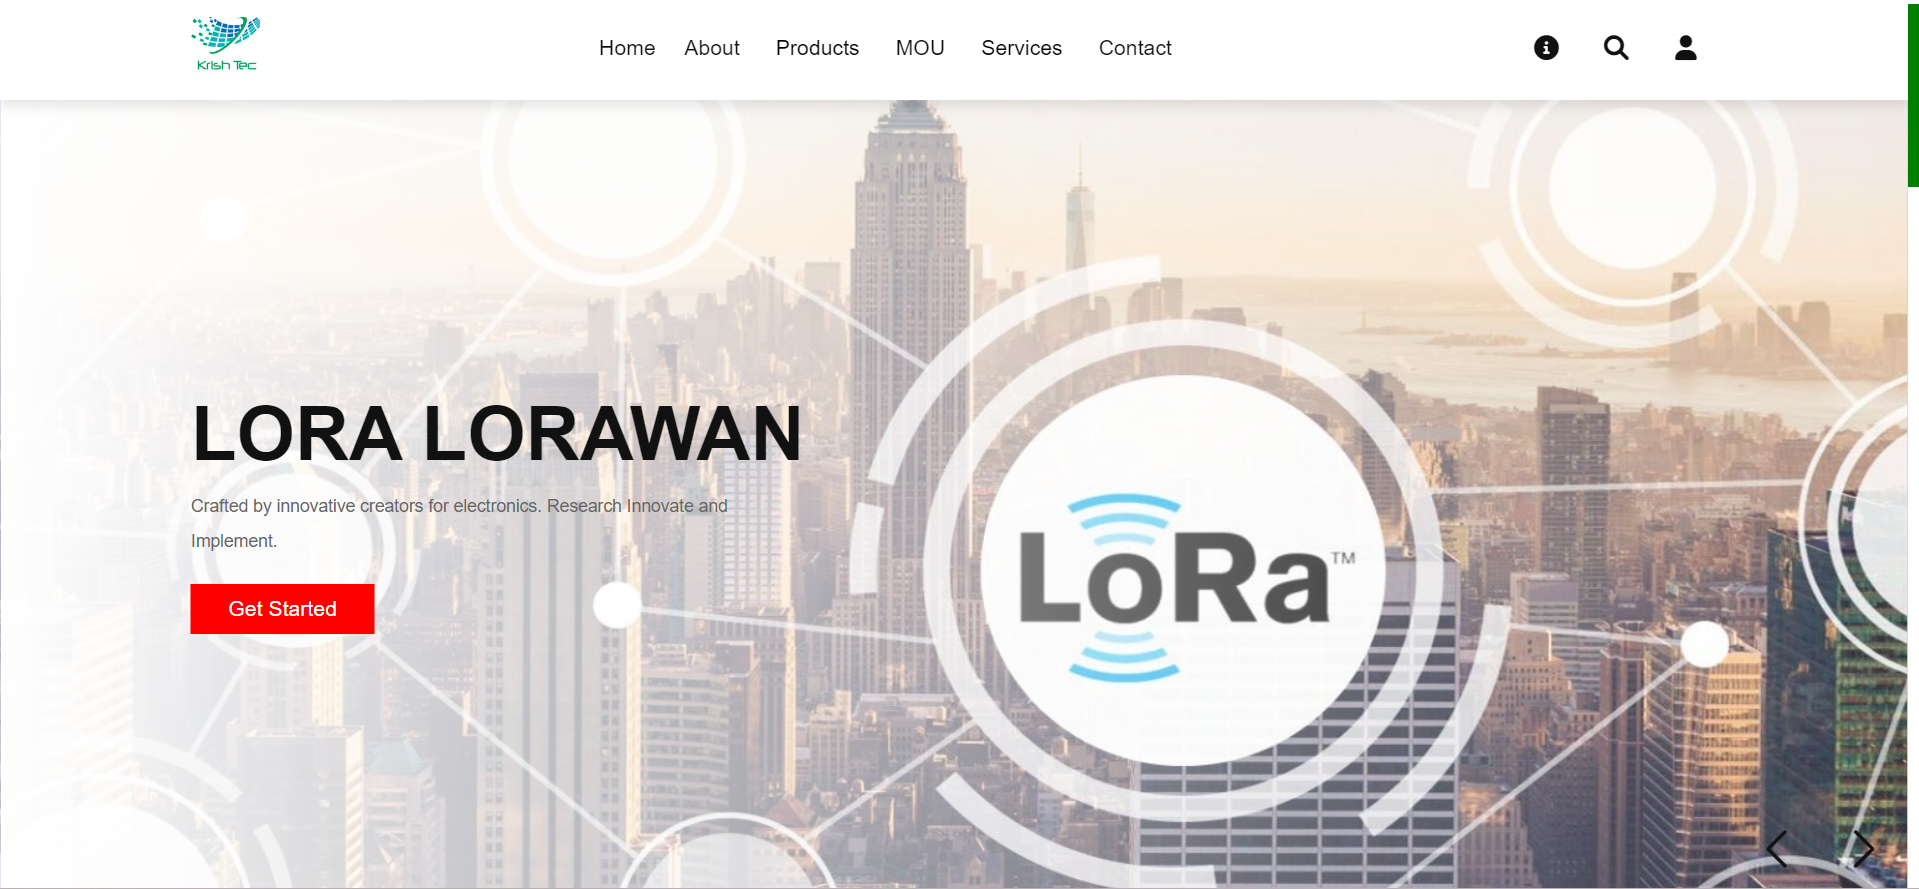 Krish Tec
Home About Products MOU Services Contact
LORA LORAWAN
Crafted by innovative creators for electronics. Research Innovate and
Implement.
Get Started
LoRa™